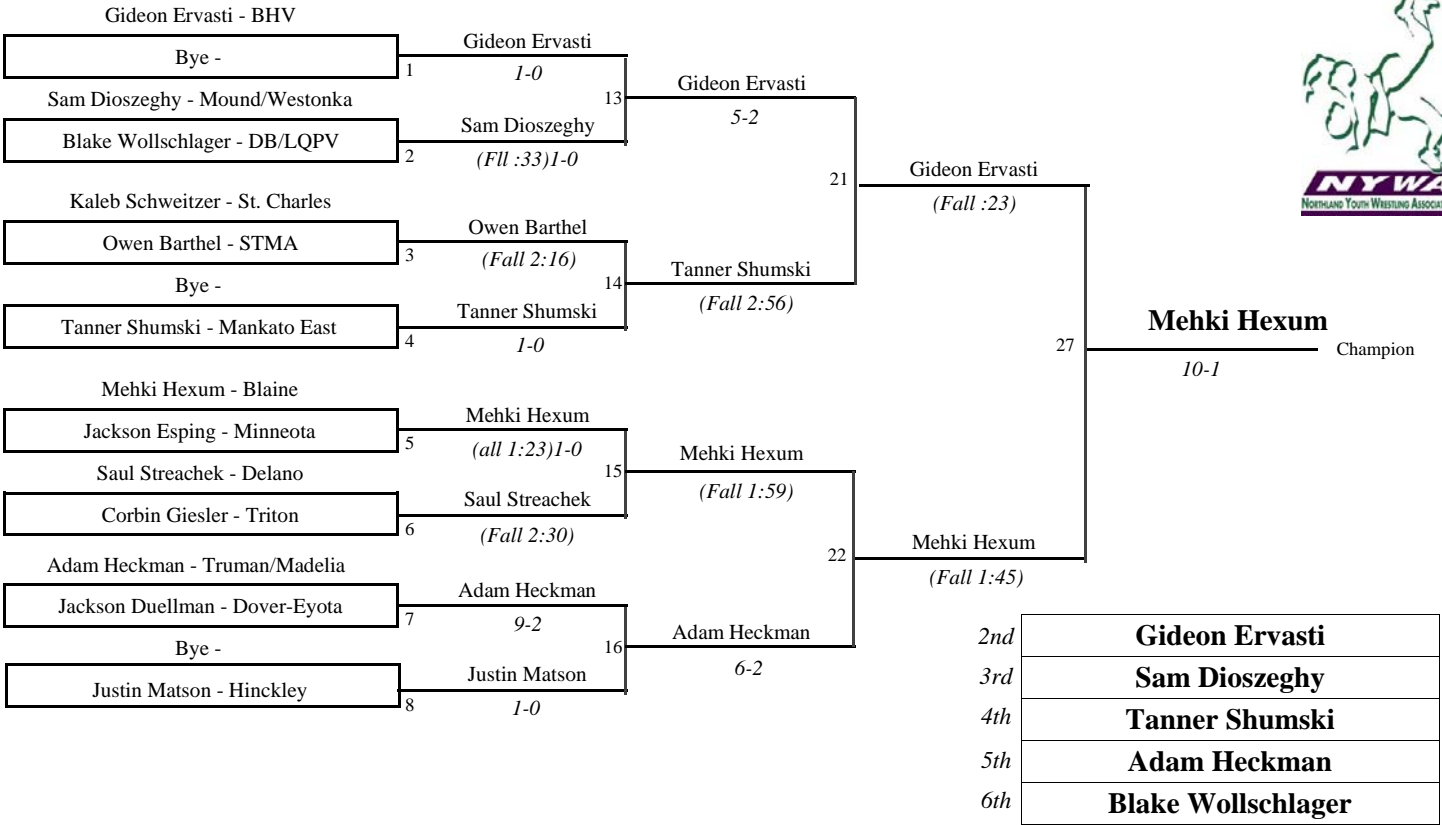 Gideon Ervasti - BHV
Bye -
1
Sam Dioszeghy - Mound/Westonka
Blake Wollschlager - DB/LQPV
2
Kaleb Schweitzer - St. Charles
Owen Barthel - STMA
3
Bye -
Tanner Shumski - Mankato East
4
Mehki Hexum - Blaine
Jackson Esping - Minneota
5
Saul Streachek - Delano
Corbin Giesler - Triton
6
Adam Heckman - Truman/Madelia
Jackson Duellman - Dover-Eyota
7
Bye -
Justin Matson - Hinckley
8
Gideon Ervasti
1-0
13
Sam Dioszeghy
(Fll :33)1-0
Owen Barthel
(Fall 2:16)
14
Tanner Shumski
1-0
Mehki Hexum
(all 1:23)1-0
15
Saul Streachek
(Fall 2:30)
Adam Heckman
9-2
16
Justin Matson
1-0
Gideon Ervasti
5-2
21
Tanner Shumski
(Fall 2:56)
Mehki Hexum
(Fall 1:59)
22
Adam Heckman
6-2
Gideon Ervasti
(Fall :23)
27
Mehki Hexum
(Fall 1:45)
Mehki Hexum
Champion
10-1
2nd Gideon Ervasti
3rd Sam Dioszeghy
4th Tanner Shumski
5th Adam Heckman
6th Blake Wollschlager
NYWA
Northland Youth Wrestling